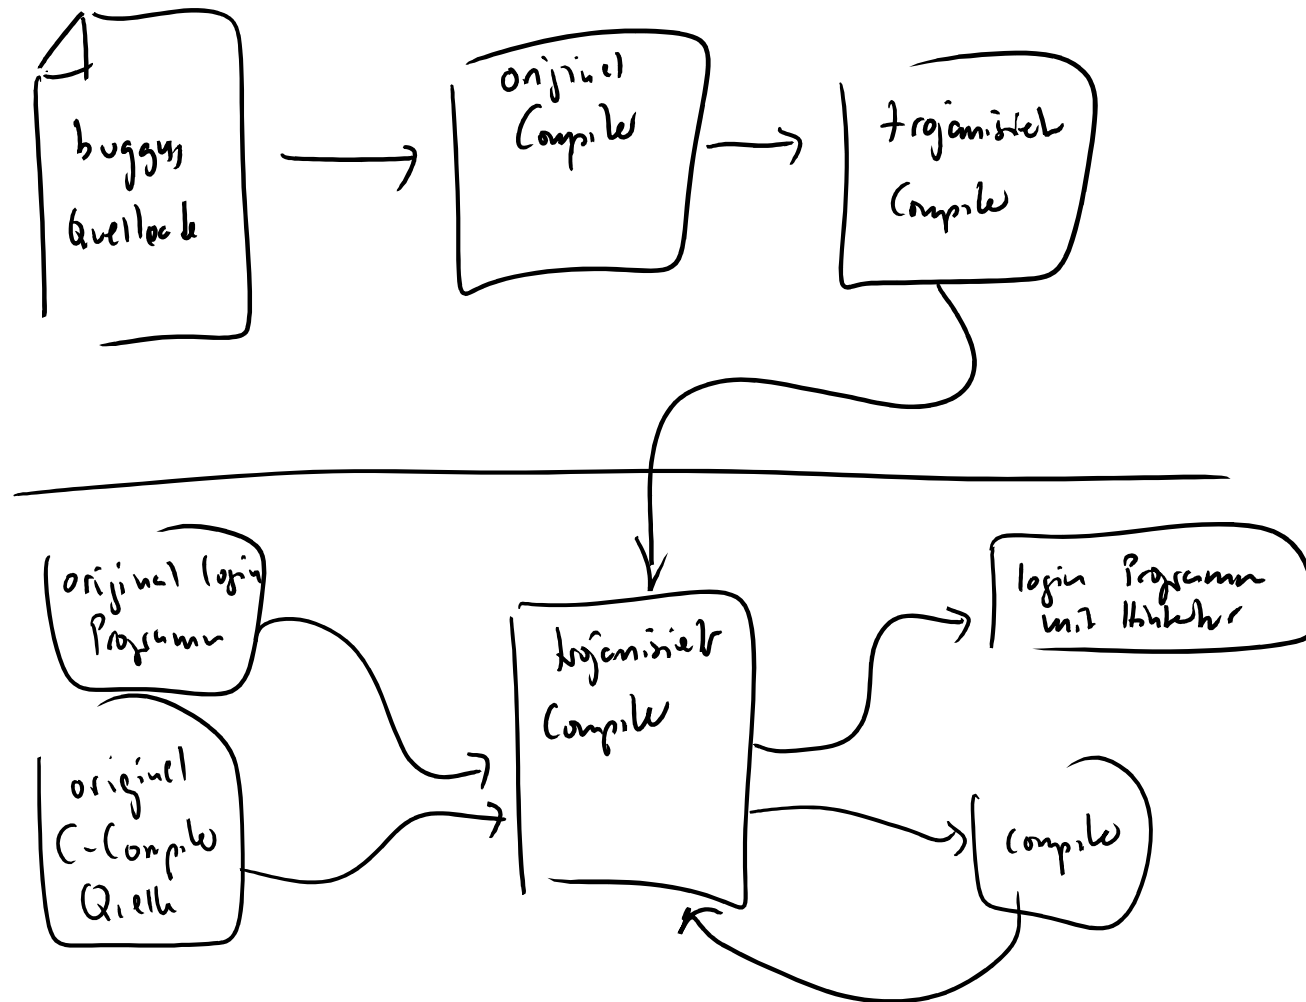 buggy
Quellcode
original
Compiler
trojanisierter
Compiler
original login
Programm
original
C-Compiler
Quelle
trojanisierter
Compiler
login Programm
mit Hintertür
Compiler